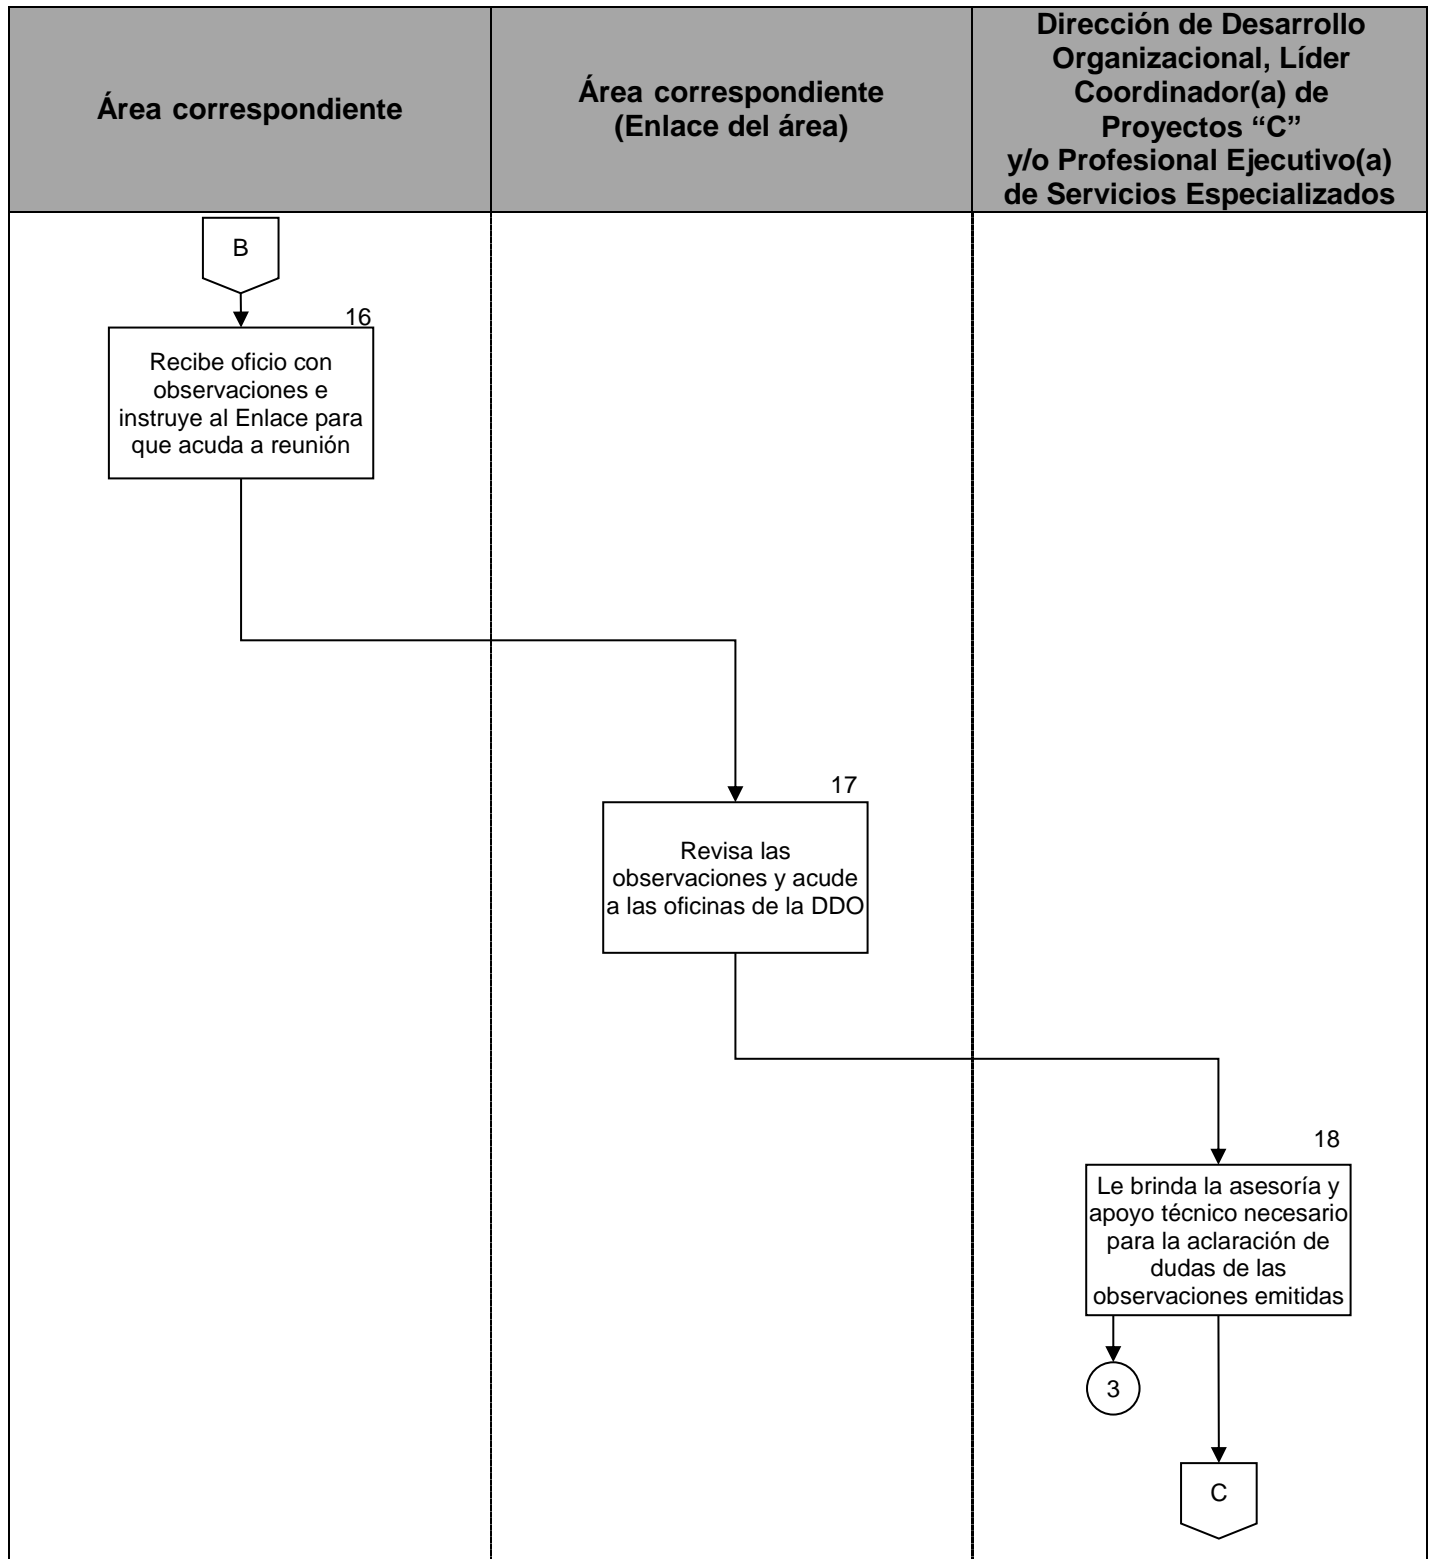 Área correspondiente
Área correspondiente
(Enlace del área)
Dirección de Desarrollo
Organizacional, Líder
Coordinador(a) de
Proyectos “C”
y/o Profesional Ejecutivo(a)
de Servicios Especializados
B
16
Recibe oficio con
observaciones e
instruye al Enlace para
que acuda a reunión
17
Revisa las
observaciones y acude
a las oficinas de la DDO
18
Le brinda la asesoría y
apoyo técnico necesario
para la aclaración de
dudas de las
observaciones emitidas
3
C